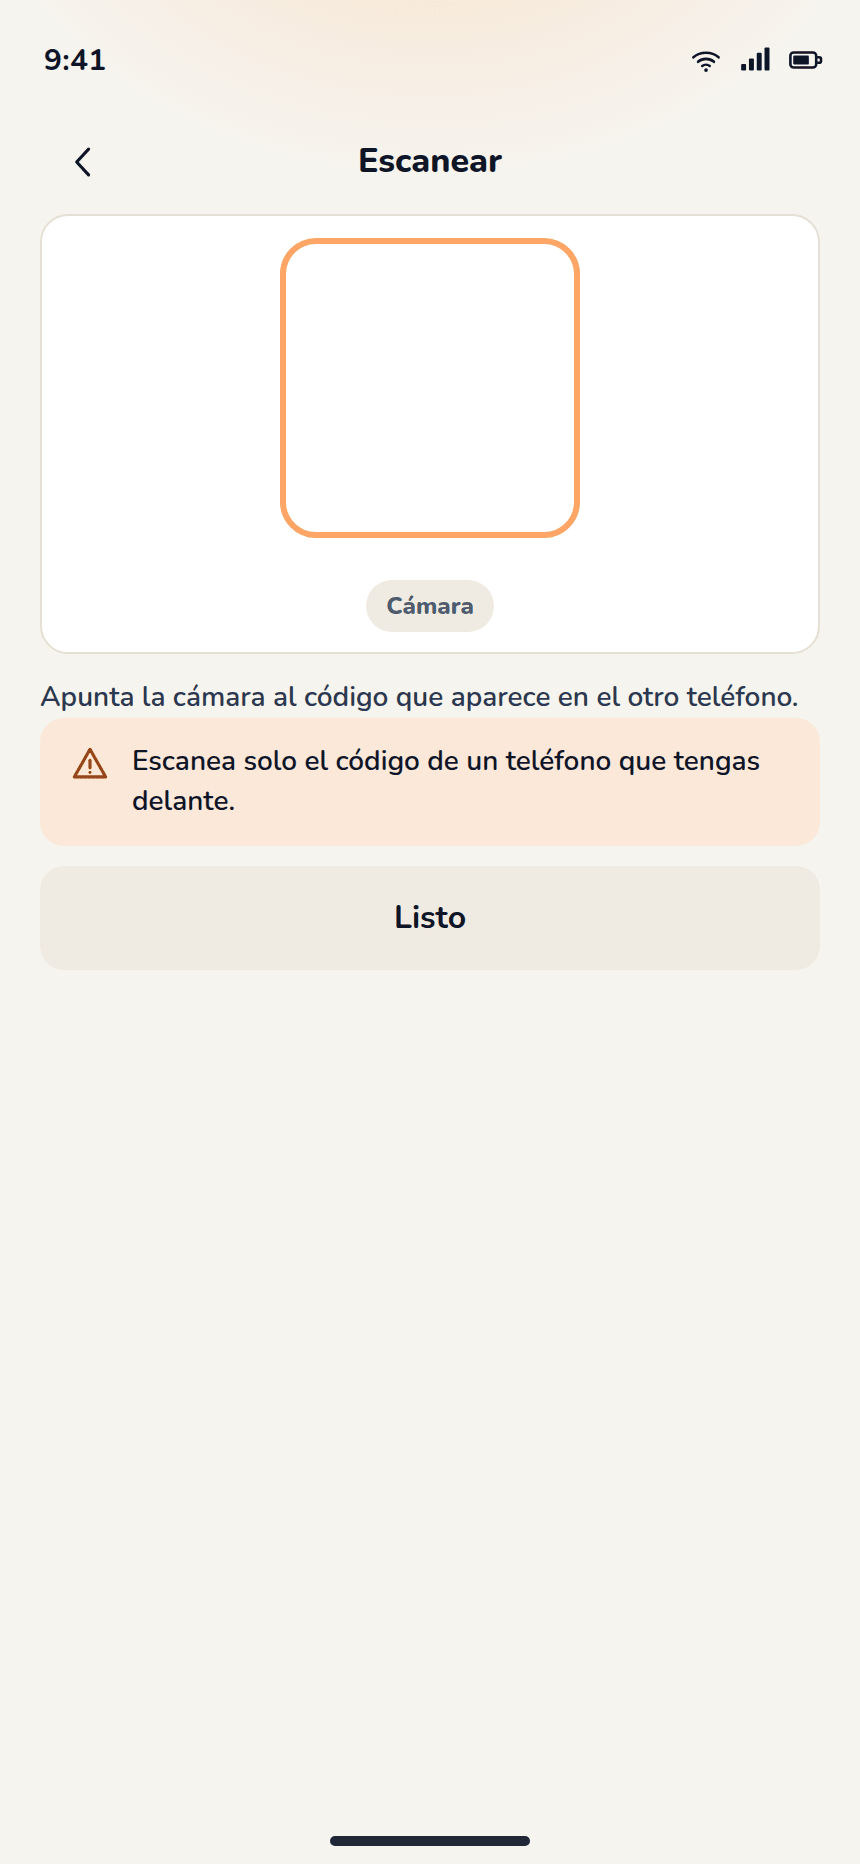 9:41
Escanear
Cámara
Apunta la cámara al código que aparece en el otro teléfono.
Escanea solo el código de un teléfono que tengas
delante.
Listo